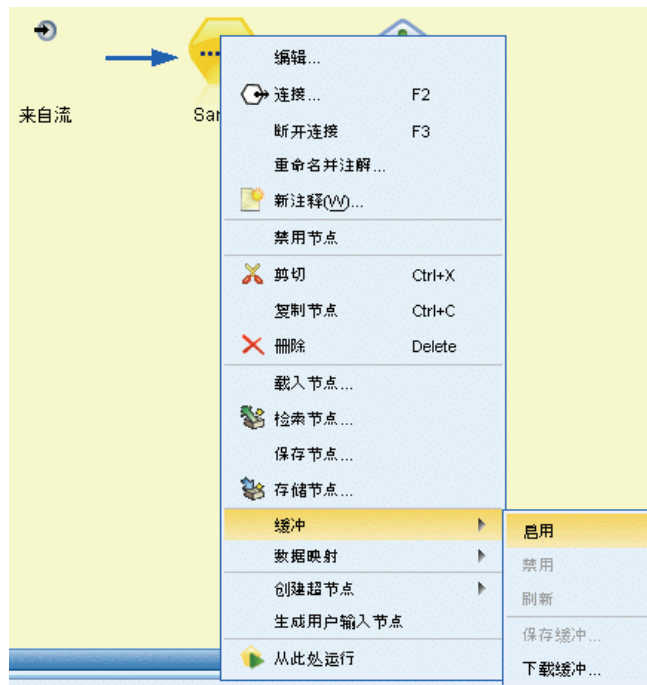 来自流
Sar
编辑...
连接... F2
断开连接 F3
重命名并注解...
新注释(W)...
禁用节点
剪切 Ctrl+X
复制节点 Ctrl+C
删除 Delete
载入节点...
检索节点...
保存节点...
存储节点...
缓冲
数据映射
创建超节点
生成用户输入节点
从此处运行
启用
禁用
刷新
保存缓冲...
下载缓冲...